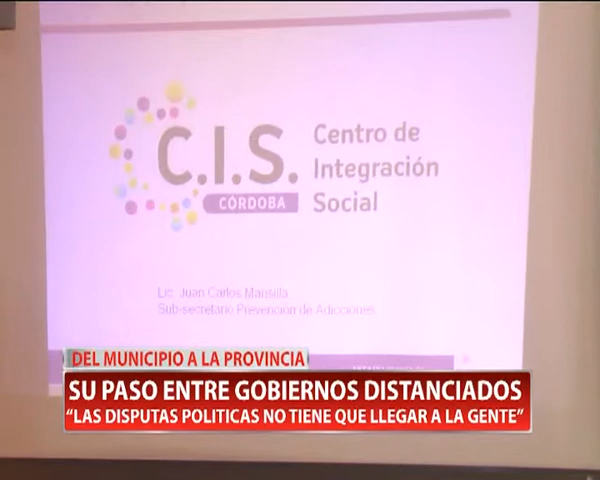 C.I.S.
CÓRDOBA
Centro de
Integración
Social
Lic. Juan Carlos Mansilla
Sub-secretario Prevención de Adicciones
DEL MUNICIPIO A LA PROVINCIA
SU PASO ENTRE GOBIERNOS DISTANCIADOS
“LAS DISPUTAS POLITICAS NO TIENE QUE LLEGAR A LA GENTE”